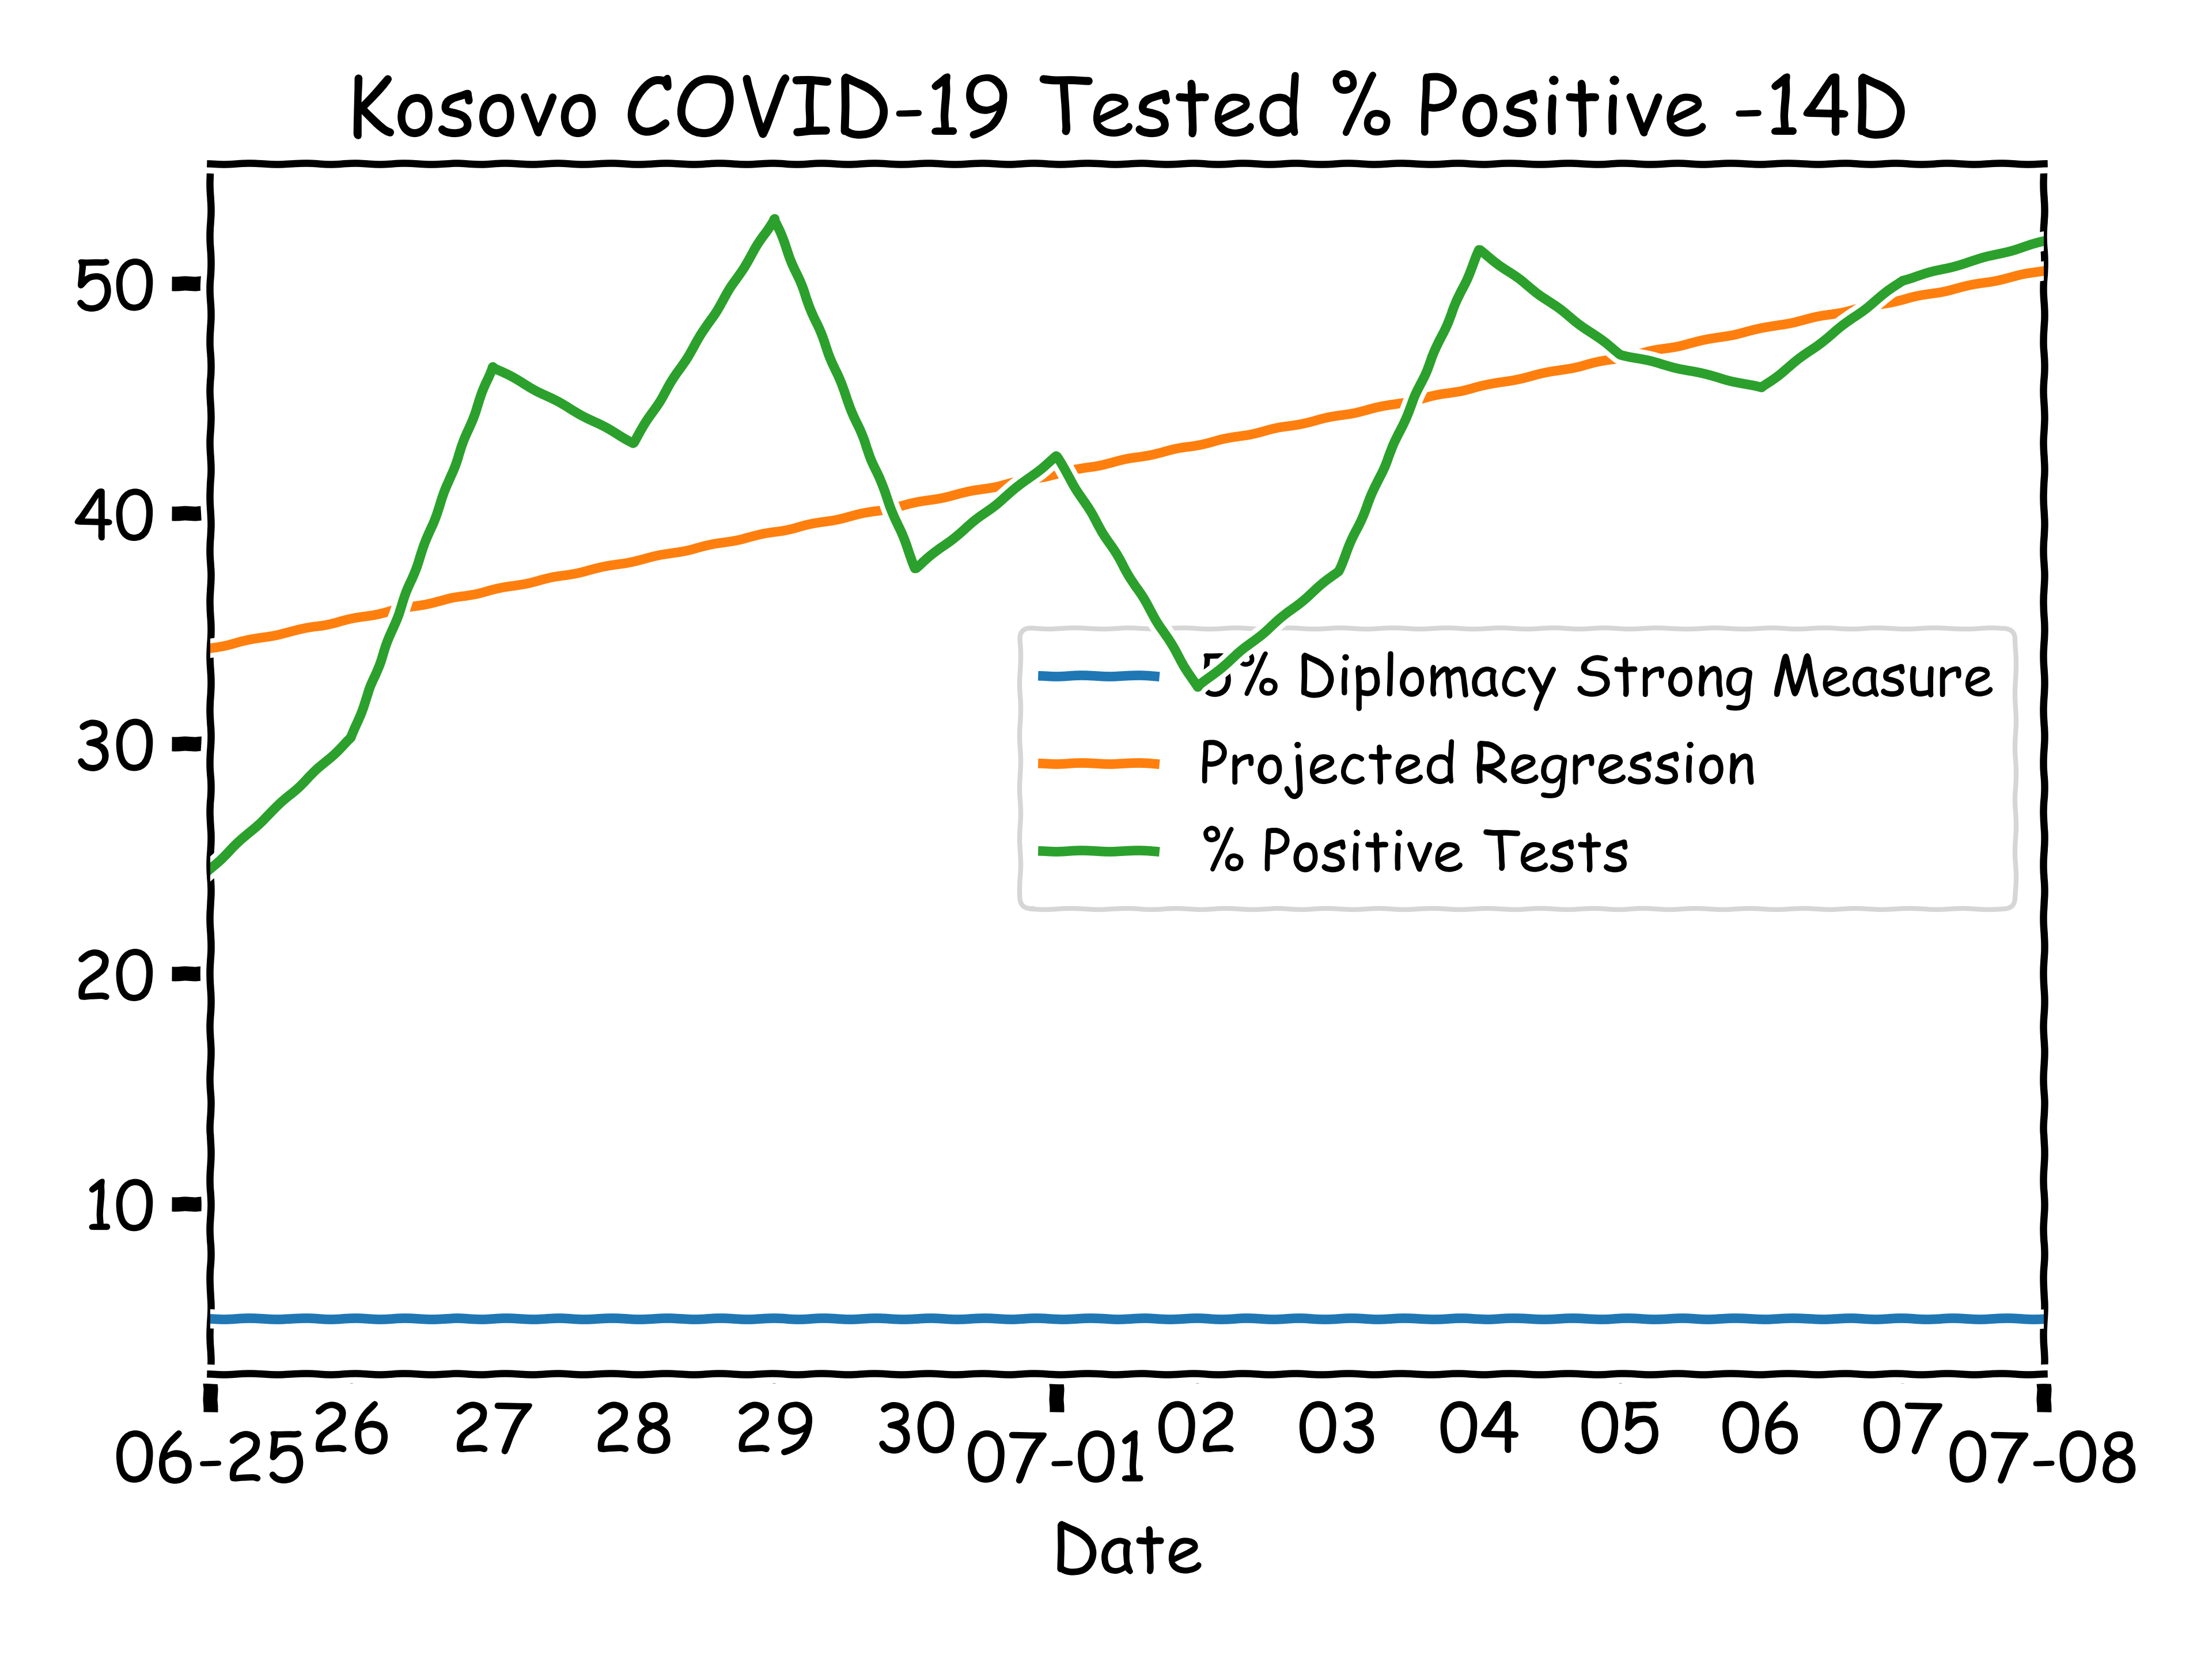 Kosovo COVID-19 Tested % Positive -14D
50
40
30
20
10
5% Diplomacy Strong Measure
Projected Regression
% Positive Tests
06-25 26 27 28 29 30 07-01 02 03 04 05 06 07 07-08
Date